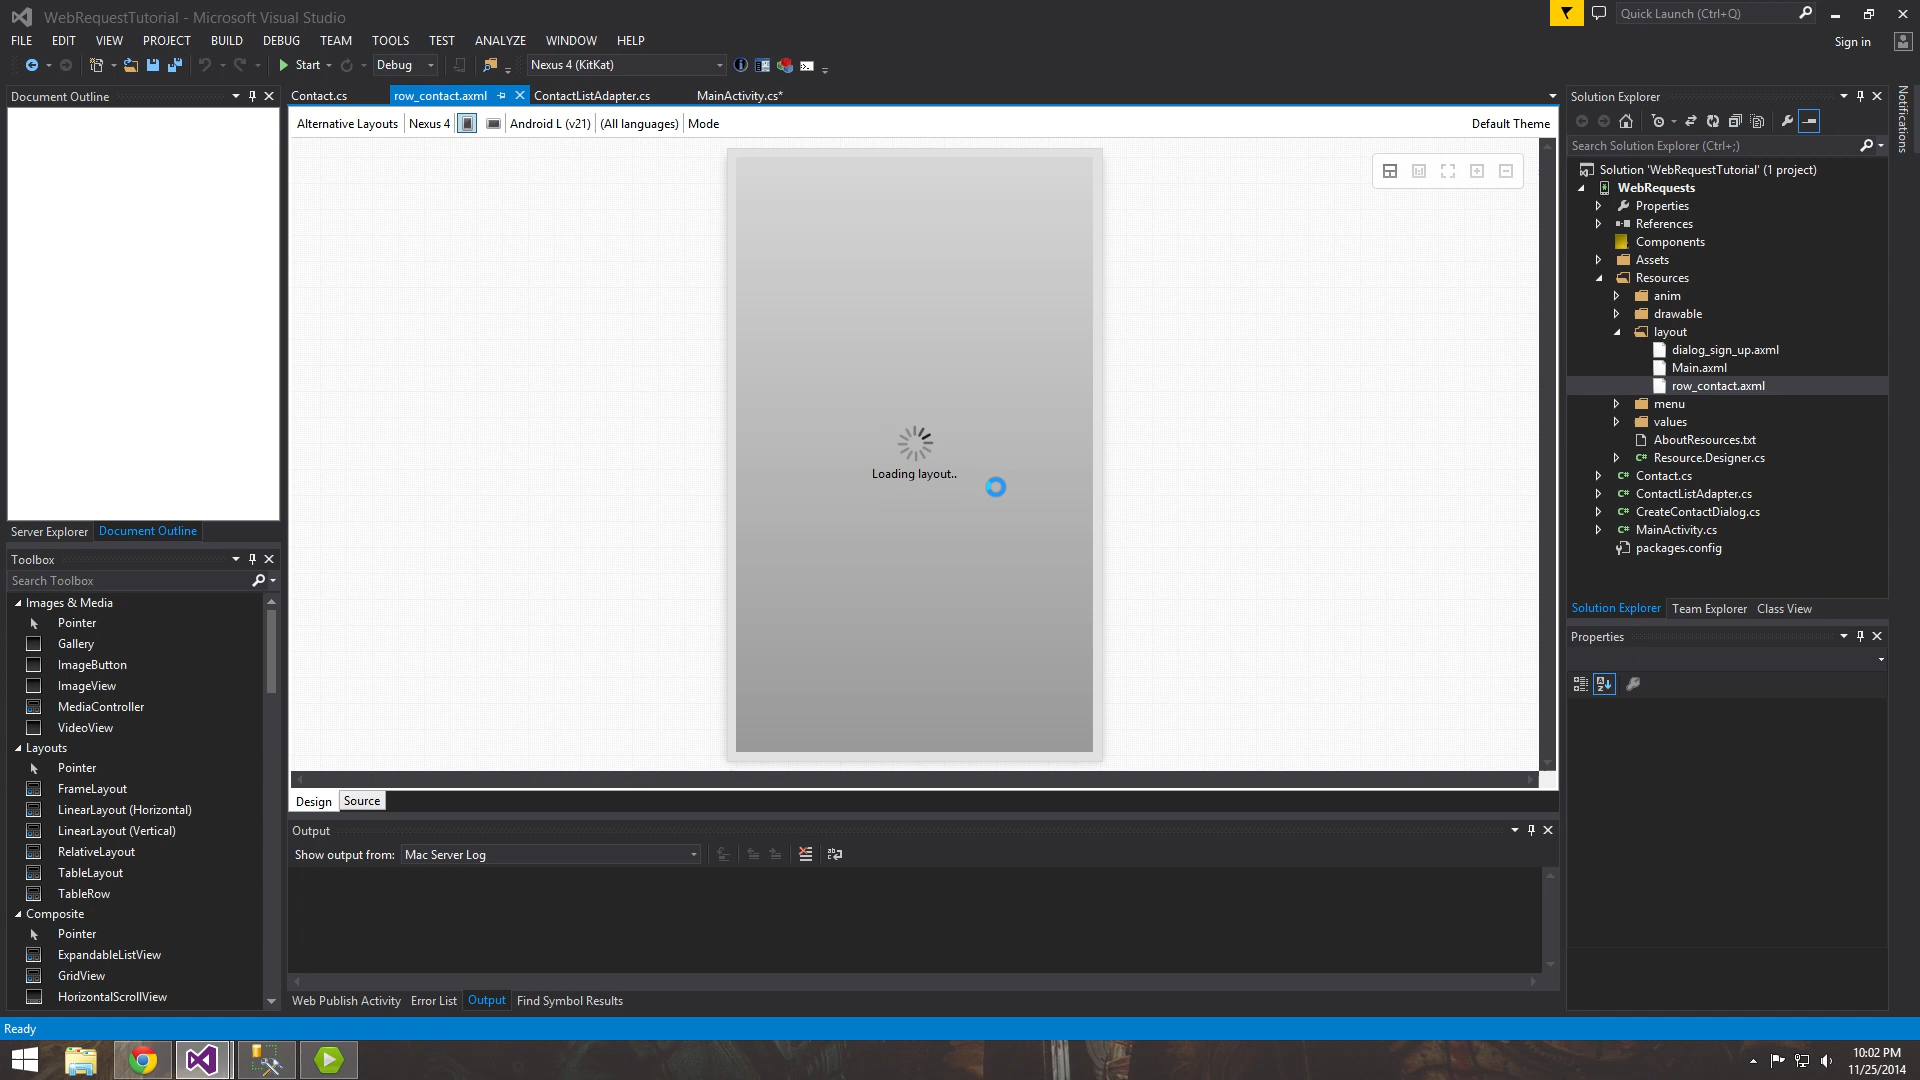 WebRequestTutorial - Microsoft Visual Studio
Quick Launch (Ctrl+Q)
FILE EDIT VIEW PROJECT BUILD DEBUG TEAM TOOLS TEST ANALYZE WINDOW HELP
Sign in
Start
Debug
Nexus 4 (KitKat)
Document Outline
Contact.cs
row_contact.axml
ContactListAdapter.cs
MainActivity.cs*
Alternative Layouts
Nexus 4
Android L (v21)
(All languages)
Mode
Default Theme
Loading layout..
Design
Source
Server Explorer
Document Outline
Toolbox
Search Toolbox
Images & Media
Pointer
Gallery
ImageButton
ImageView
MediaController
VideoView
Layouts
Pointer
FrameLayout
LinearLayout (Horizontal)
LinearLayout (Vertical)
RelativeLayout
TableLayout
TableRow
Composite
Pointer
ExpandableListView
GridView
HorizontalScrollView
Output
Show output from:
Mac Server Log
Web Publish Activity
Error List
Output
Find Symbol Results
Solution Explorer
Search Solution Explorer (Ctrl+;)
Solution 'WebRequestTutorial' (1 project)
WebRequests
Properties
References
Components
Assets
Resources
anim
drawable
layout
dialog_sign_up.axml
Main.axml
row_contact.axml
menu
values
AboutResources.txt
Resource.Designer.cs
Contact.cs
ContactListAdapter.cs
CreateContactDialog.cs
MainActivity.cs
packages.config
Solution Explorer
Team Explorer
Class View
Properties
Notifications
Ready
10:02 PM
11/25/2014